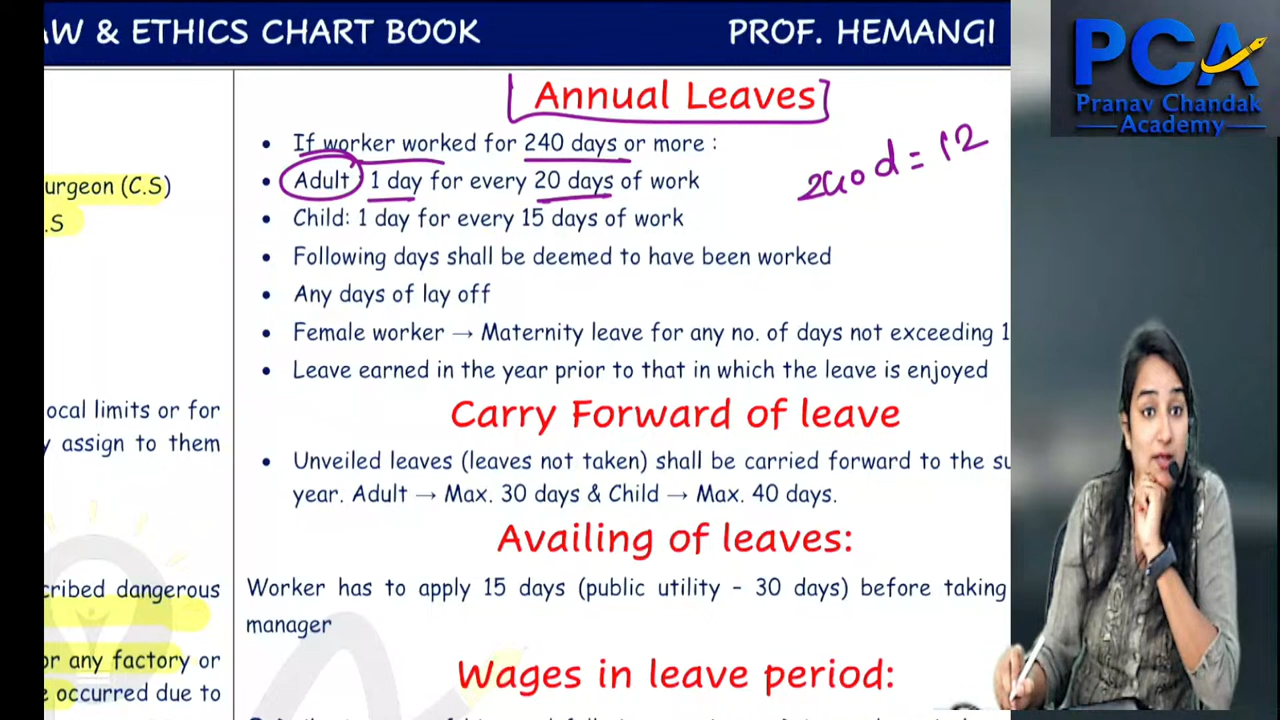 AW & ETHICS CHART BOOK
PROF. HEMANGI
PCA
Pranav Chandak
Academy
urgeon (C.S)
.S
ocal limits or for
y assign to them
cribed dangerous
or any factory or
e occurred due to
Annual Leaves
• If worker worked for 240 days or more :
• Adult: 1 day for every 20 days of work
240 d = 12
• Child: 1 day for every 15 days of work
• Following days shall be deemed to have been worked
• Any days of lay off
• Female worker → Maternity leave for any no. of days not exceeding 1
• Leave earned in the year prior to that in which the leave is enjoyed
Carry Forward of leave
• Unveiled leaves (leaves not taken) shall be carried forward to the su
year. Adult → Max. 30 days & Child → Max. 40 days.
Availing of leaves:
Worker has to apply 15 days (public utility - 30 days) before taking
manager
Wages in leave period: